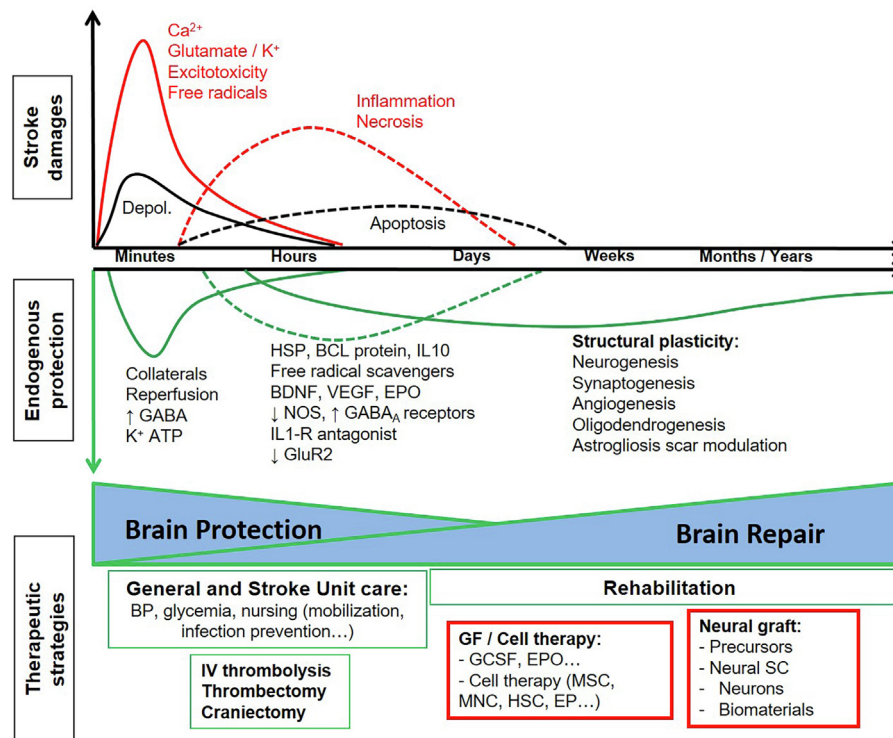 Stroke
damages
Ca²⁺
Glutamate / K⁺
Excitotoxicity
Free radicals
Inflammation
Necrosis
Depol.
Apoptosis
Minutes
Hours
Days
Weeks
Months / Years
Endogenous
protection
Collaterals
Reperfusion
↑ GABA
K⁺ ATP
HSP, BCL protein, IL10
Free radical scavengers
BDNF, VEGF, EPO
↓ NOS, ↑ GABA_A receptors
IL1-R antagonist
↓ GluR2
Structural plasticity:
Neurogenesis
Synaptogenesis
Angiogenesis
Oligodendrogenesis
Astrogliosis scar modulation
Brain Protection
Brain Repair
Therapeutic
strategies
General and Stroke Unit care:
BP, glycemia, nursing (mobilization,
infection prevention…)
IV thrombolysis
Thrombectomy
Craniectomy
Rehabilitation
GF / Cell therapy:
- GCSF, EPO…
- Cell therapy (MSC,
MNC, HSC, EP…)
Neural graft:
- Precursors
- Neural SC
- Neurons
- Biomaterials